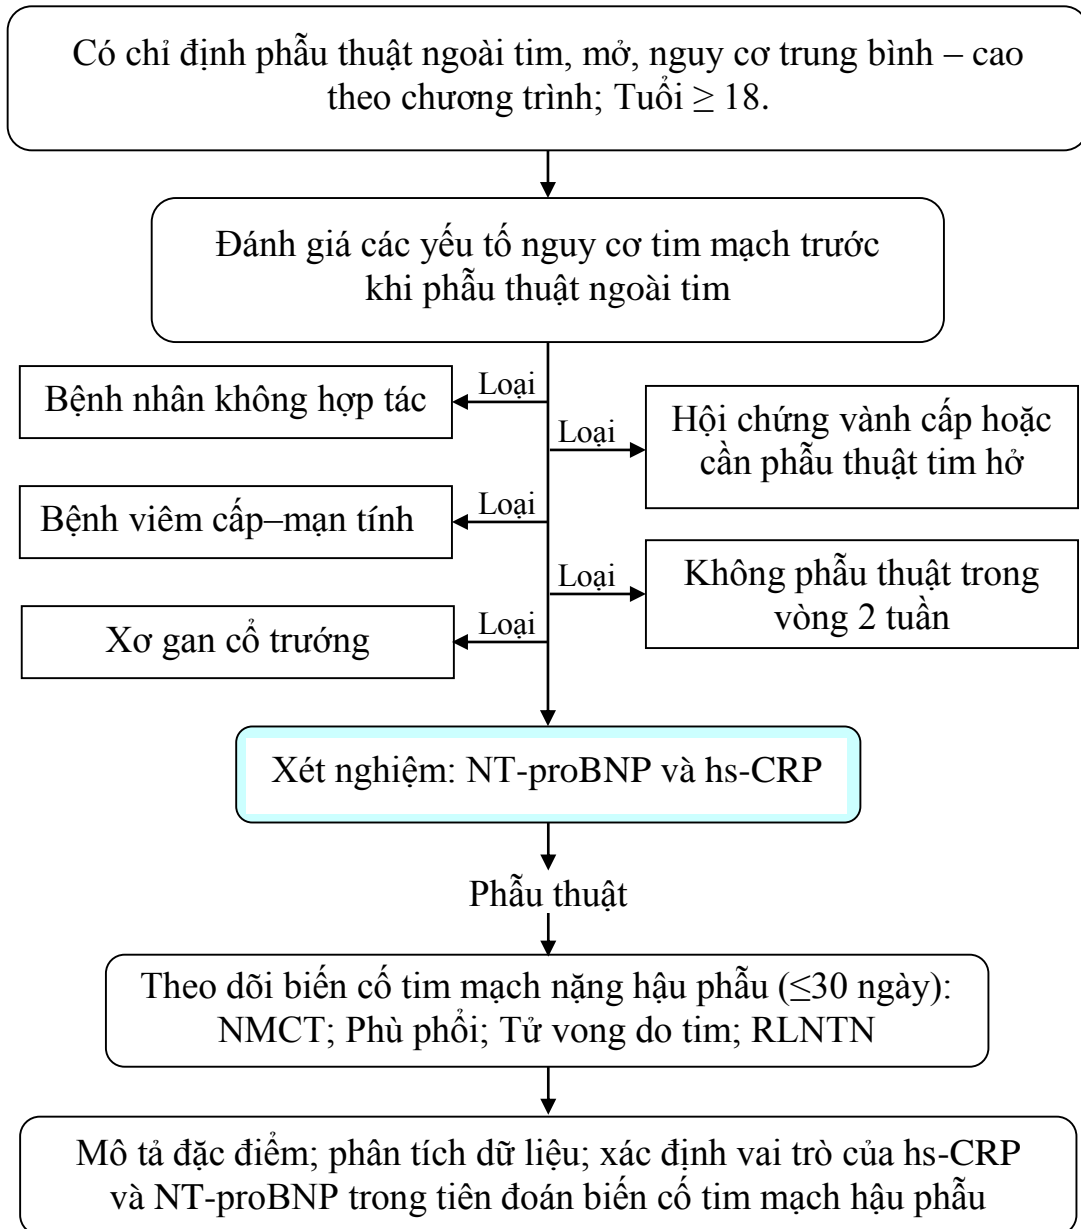 Có chỉ định phẫu thuật ngoài tim, mở, nguy cơ trung bình – cao
theo chương trình; Tuổi ≥ 18.
Đánh giá các yếu tố nguy cơ tim mạch trước
khi phẫu thuật ngoài tim
Loại
Bệnh nhân không hợp tác
Loại
Hội chứng vành cấp hoặc
cần phẫu thuật tim hở
Loại
Bệnh viêm cấp–mạn tính
Loại
Không phẫu thuật trong
vòng 2 tuần
Loại
Xơ gan cổ trướng
Xét nghiệm: NT-proBNP và hs-CRP
Phẫu thuật
Theo dõi biến cố tim mạch nặng hậu phẫu (≤30 ngày):
NMCT; Phù phổi; Tử vong do tim; RLNTN
Mô tả đặc điểm; phân tích dữ liệu; xác định vai trò của hs-CRP
và NT-proBNP trong tiên đoán biến cố tim mạch hậu phẫu